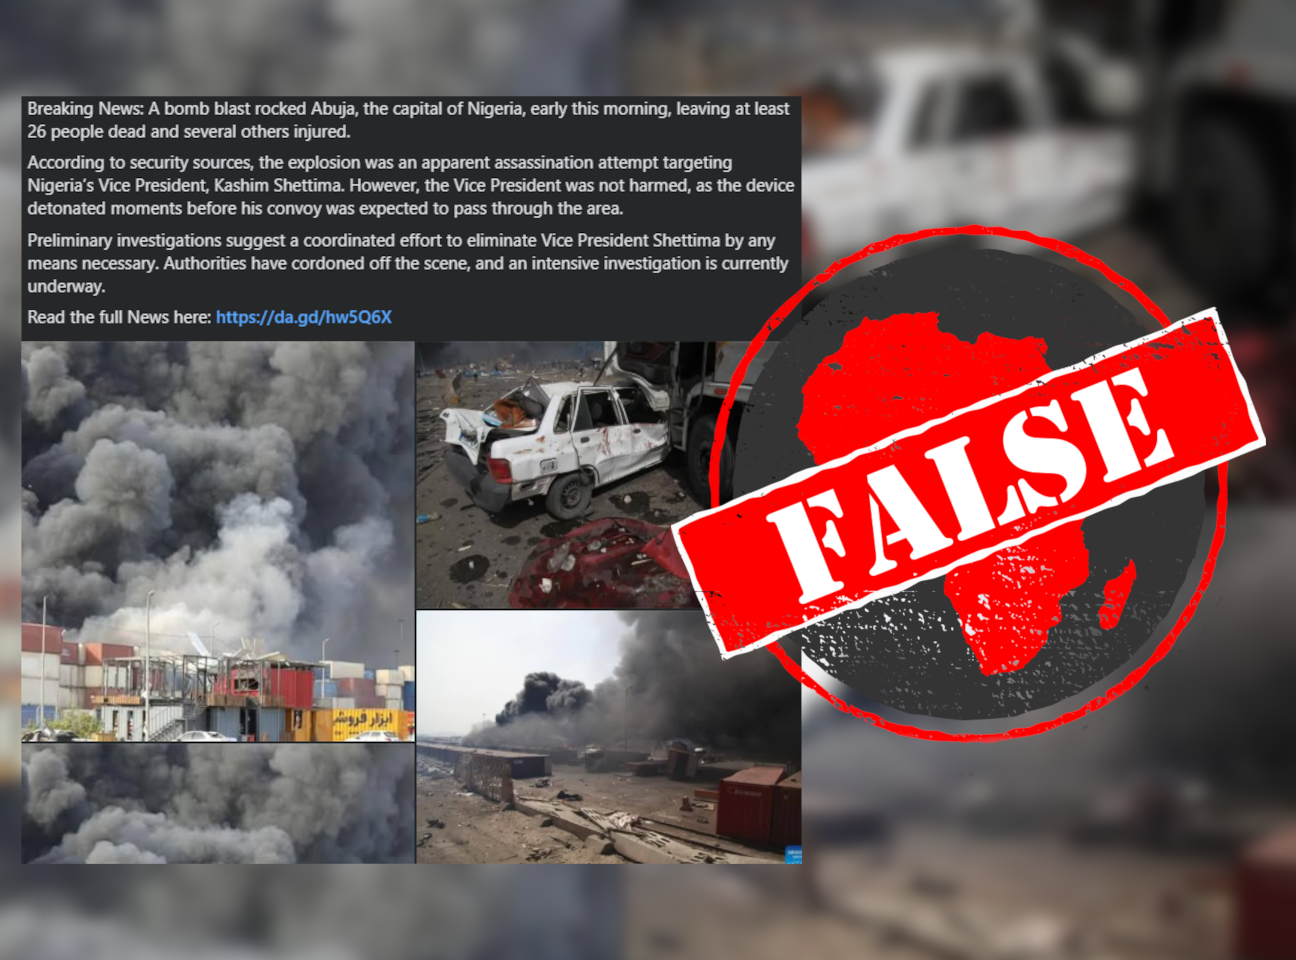 Breaking News: A bomb blast rocked Abuja, the capital of Nigeria, early this morning, leaving at least
26 people dead and several others injured.
According to security sources, the explosion was an apparent assassination attempt targeting
Nigeria's Vice President, Kashim Shettima. However, the Vice President was not harmed, as the device
detonated moments before his convoy was expected to pass through the area.
Preliminary investigations suggest a coordinated effort to eliminate Vice President Shettima by any
means necessary. Authorities have cordoned off the scene, and an intensive investigation is currently
underway.
Read the full News here: https://da.gd/hw5Q6X
FALSE
ابزار فروشی